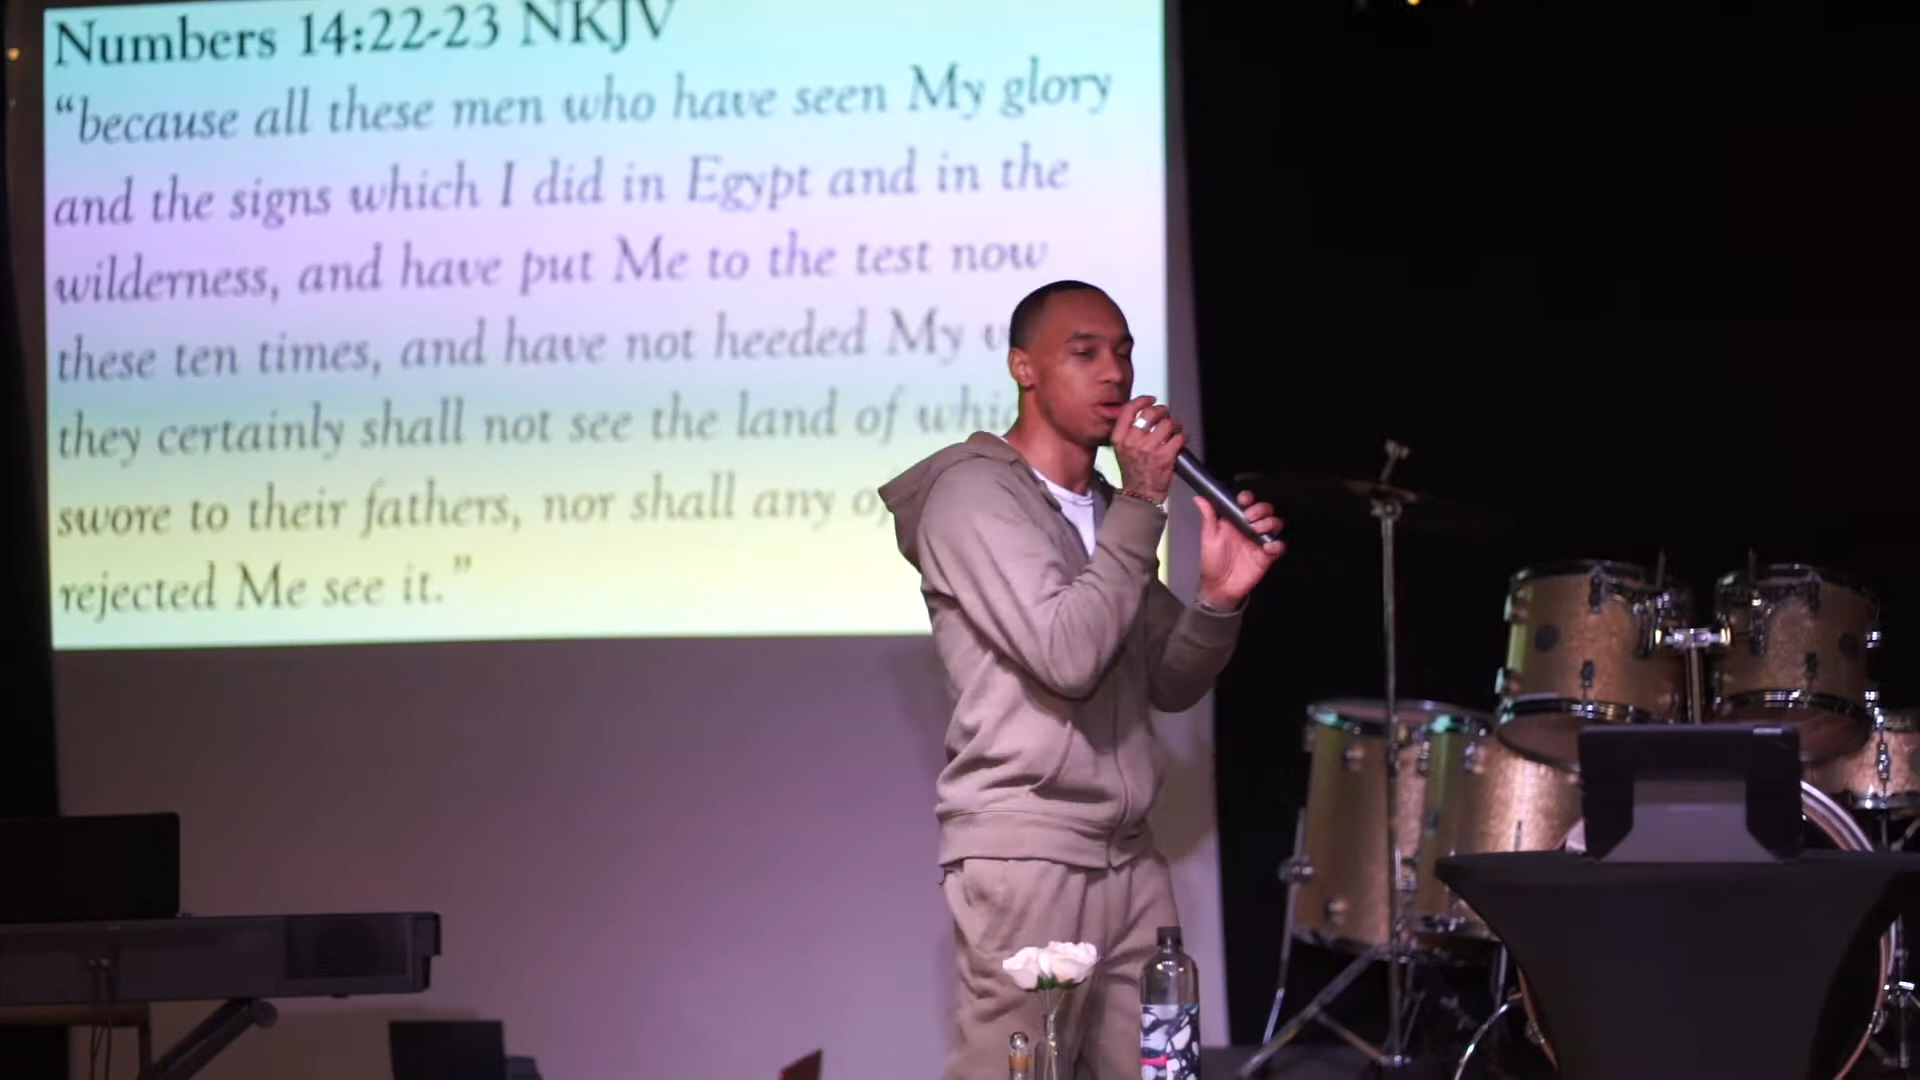 Numbers 14:22-23 NKJV
“because all these men who have seen My glory
and the signs which I did in Egypt and in the
wilderness, and have put Me to the test now
these ten times, and have not heeded My
they certainly shall not see the land of
swore to their fathers, nor shall any
rejected Me see it.”